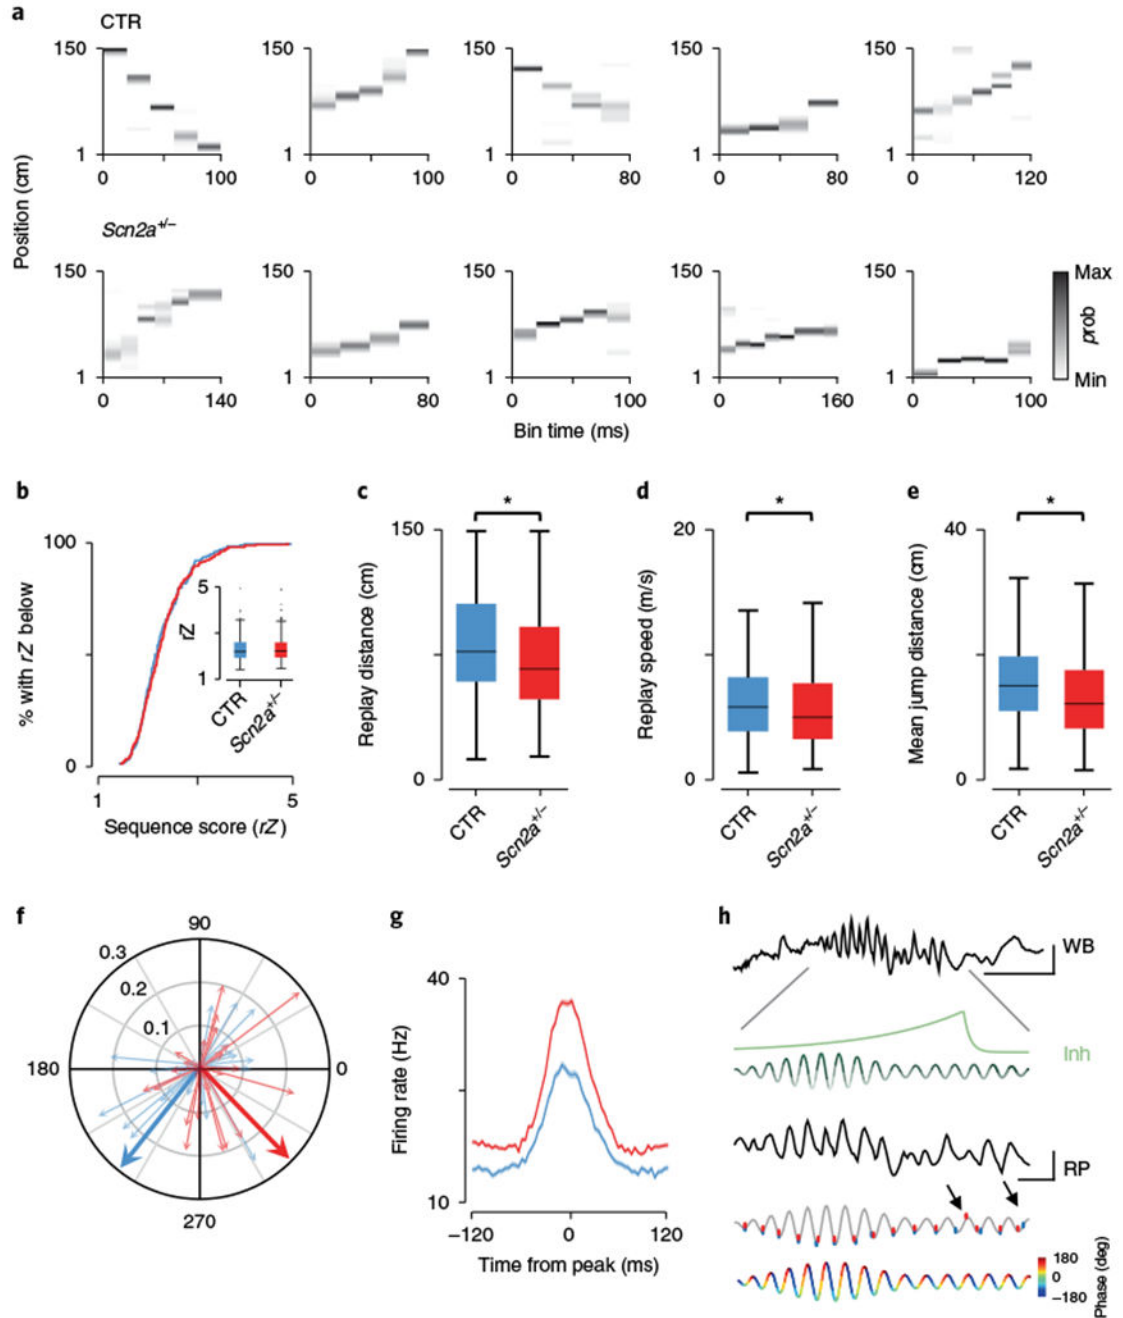 a
CTR
150 150 150 150 150
1 1 1 1 1
0 100 0 100 0 80 0 80 0 120
Position (cm)
Scn2a+/–
150 150 150 150 150
1 1 1 1 1
0 140 0 80 0 100 0 160 0 100
Bin time (ms)
Max
prob
Min
b
100
0
% with rZ below
1 5
Sequence score (rZ)
5
1
rZ
CTR
Scn2a+/–
c
*
150
0
Replay distance (cm)
CTR
Scn2a+/–
d
*
20
0
Replay speed (m/s)
CTR
Scn2a+/–
e
*
40
0
Mean jump distance (cm)
CTR
Scn2a+/–
f
90
0.3
0.2
0.1
180 0
270
g
40
10
Firing rate (Hz)
–120 0 120
Time from peak (ms)
h
WB
Inh
RP
180
0
–180
Phase (deg)